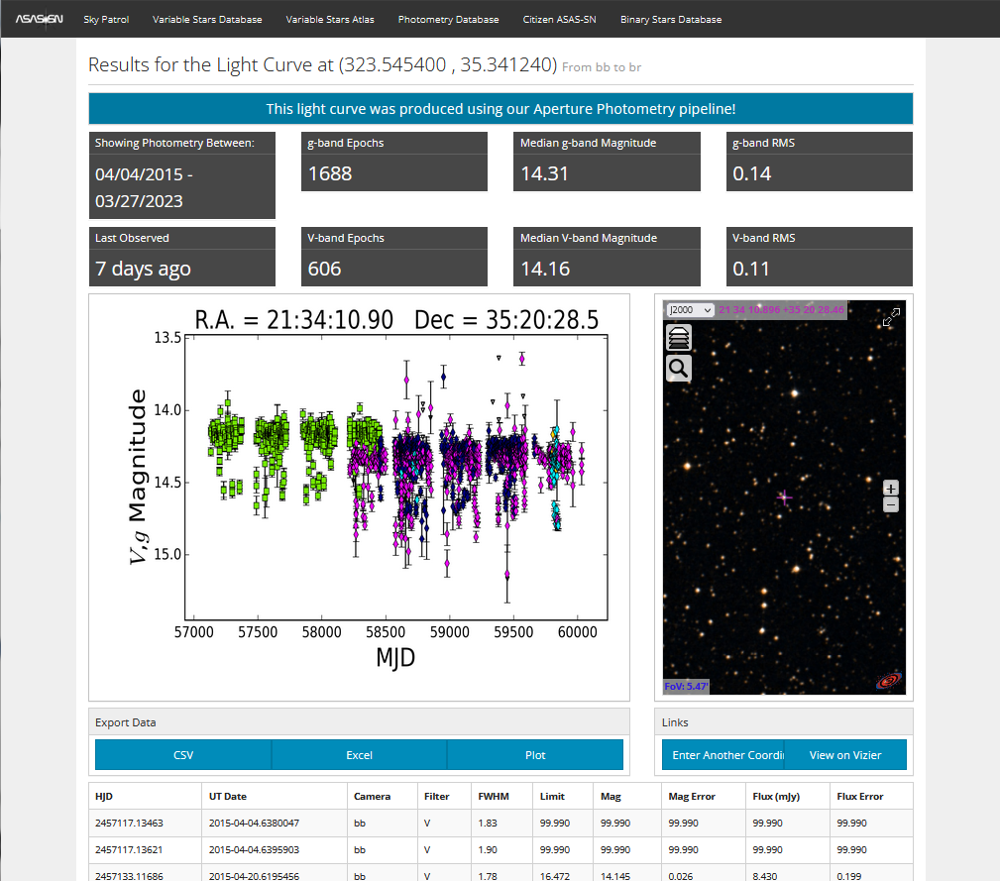 ASAS-SN Sky Patrol Variable Stars Database Variable Stars Atlas Photometry Database Citizen ASAS-SN Binary Stars Database
Results for the Light Curve at (323.545400 , 35.341240) From bb to br
This light curve was produced using our Aperture Photometry pipeline!
Showing Photometry Between:
04/04/2015 -
03/27/2023
g-band Epochs
1688
Median g-band Magnitude
14.31
g-band RMS
0.14
Last Observed
7 days ago
V-band Epochs
606
Median V-band Magnitude
14.16
V-band RMS
0.11
R.A. = 21:34:10.90 Dec = 35:20:28.5
V,g Magnitude
13.5
14.0
14.5
15.0
57000 57500 58000 58500 59000 59500 60000
MJD
J2000 21 34 10.896 +35 20 28.46
+
−
FoV: 5.47'
Export Data
CSV Excel Plot
Links
Enter Another Coordi View on Vizier
HJD UT Date Camera Filter FWHM Limit Mag Mag Error Flux (mJy) Flux Error
2457117.13463 2015-04-04.6380047 bb V 1.83 99.990 99.990 99.990 99.990 99.990
2457117.13621 2015-04-04.6395903 bb V 1.90 99.990 99.990 99.990 99.990 99.990
2457133.11686 2015-04-20.6195456 bb V 1.78 16.472 14.145 0.026 8.430 0.199